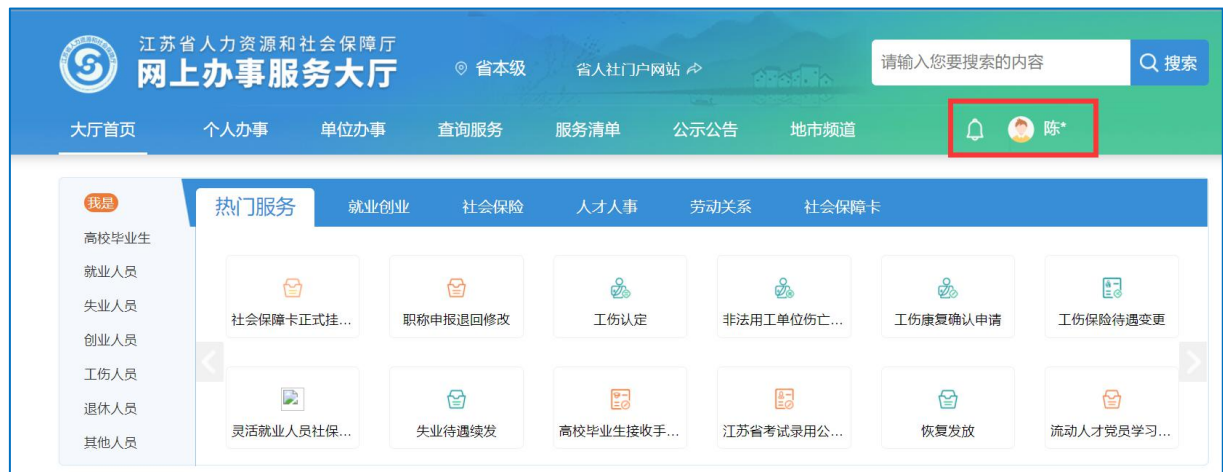 江苏省人力资源和社会保障厅
网上办事服务大厅
省本级
省人社门户网站
请输入您要搜索的内容
搜索
大厅首页
个人办事
单位办事
查询服务
服务清单
公示公告
地市频道
陈*
我是
高校毕业生
就业人员
失业人员
创业人员
工伤人员
退休人员
其他人员
热门服务
就业创业
社会保险
人才人事
劳动关系
社会保障卡
社会保障卡正式挂...
职称申报退回修改
工伤认定
非法用工单位伤亡...
工伤康复确认申请
工伤保险待遇变更
灵活就业人员社保...
失业待遇续发
高校毕业生接收手...
江苏省考试录用公...
恢复发放
流动人才党员学习...